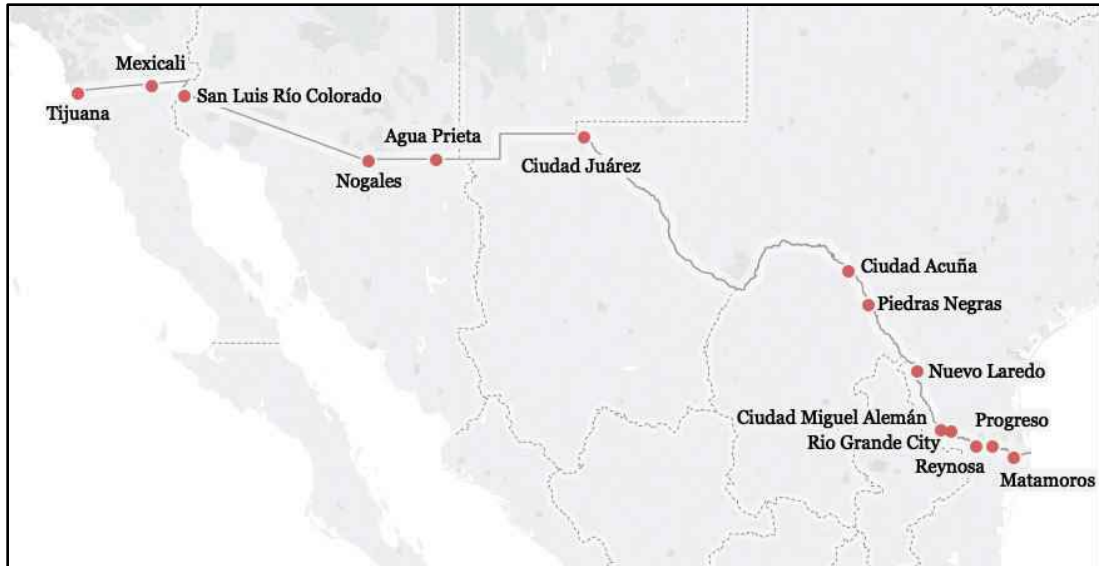 Mexicali
Tijuana
San Luis Río Colorado
Agua Prieta
Nogales
Ciudad Juárez
Ciudad Acuña
Piedras Negras
Nuevo Laredo
Ciudad Miguel Alemán
Progreso
Rio Grande City
Reynosa
Matamoros